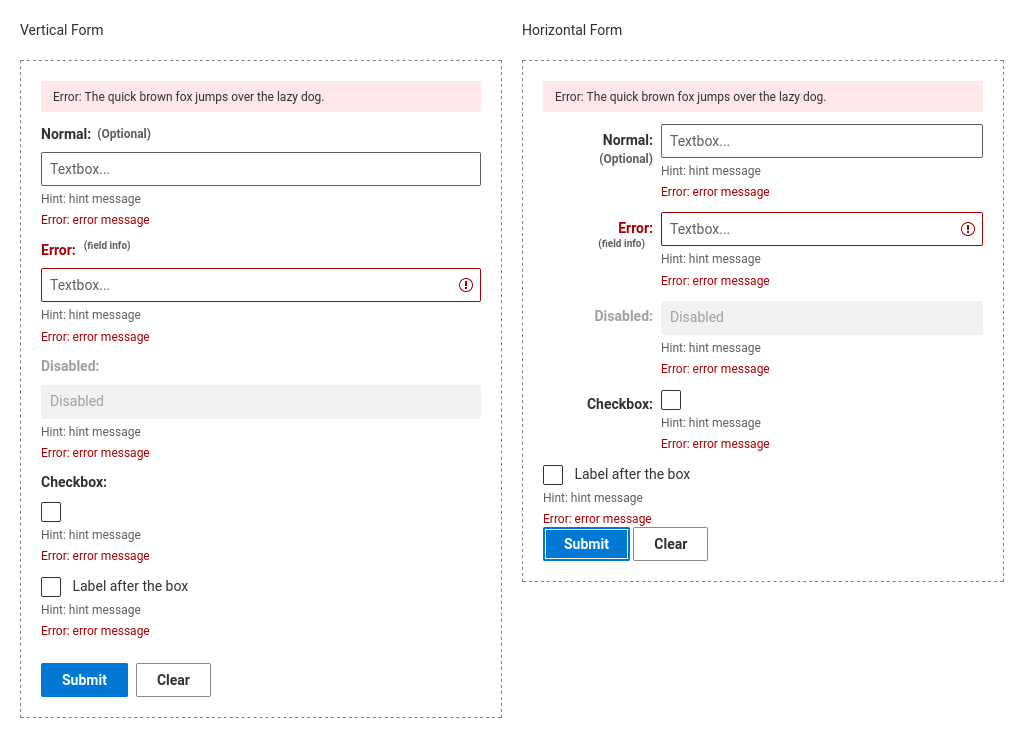 Vertical Form
Error: The quick brown fox jumps over the lazy dog.
Normal: (Optional)
Textbox...
Hint: hint message
Error: error message
Error: (field info)
Textbox...
Hint: hint message
Error: error message
Disabled:
Disabled
Hint: hint message
Error: error message
Checkbox:
Hint: hint message
Error: error message
Label after the box
Hint: hint message
Error: error message
Submit Clear
Horizontal Form
Error: The quick brown fox jumps over the lazy dog.
Normal: Textbox...
(Optional)
Hint: hint message
Error: error message
Error: Textbox...
(field info)
Hint: hint message
Error: error message
Disabled: Disabled
Hint: hint message
Error: error message
Checkbox:
Hint: hint message
Error: error message
Label after the box
Hint: hint message
Error: error message
Submit Clear